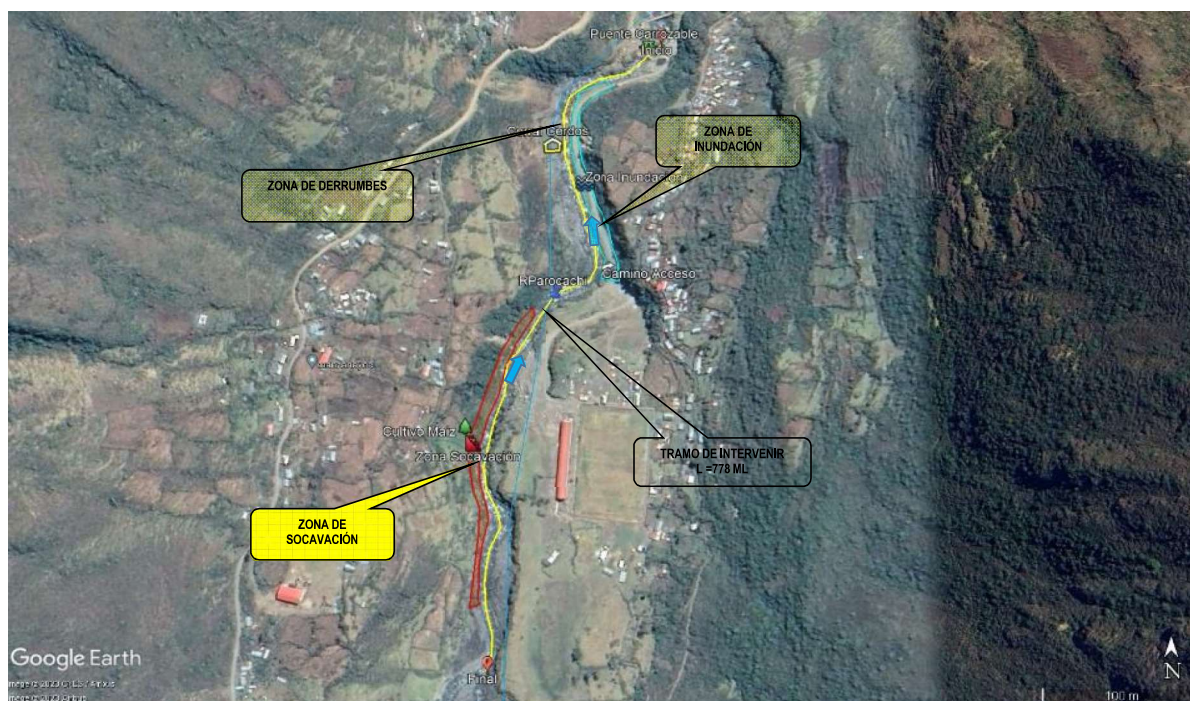 Puente Carrozable
Inicio
Corral Cerdos
ZONA DE
INUNDACIÓN
ZONA DE DERRUMBES
Zona Inundación
Camino Acceso
RParocachi
Cultivo Maíz
Zona Socavación
TRAMO DE INTERVENIR
L =778 ML
ZONA DE
SOCAVACIÓN
Final
Google Earth
N
100 m